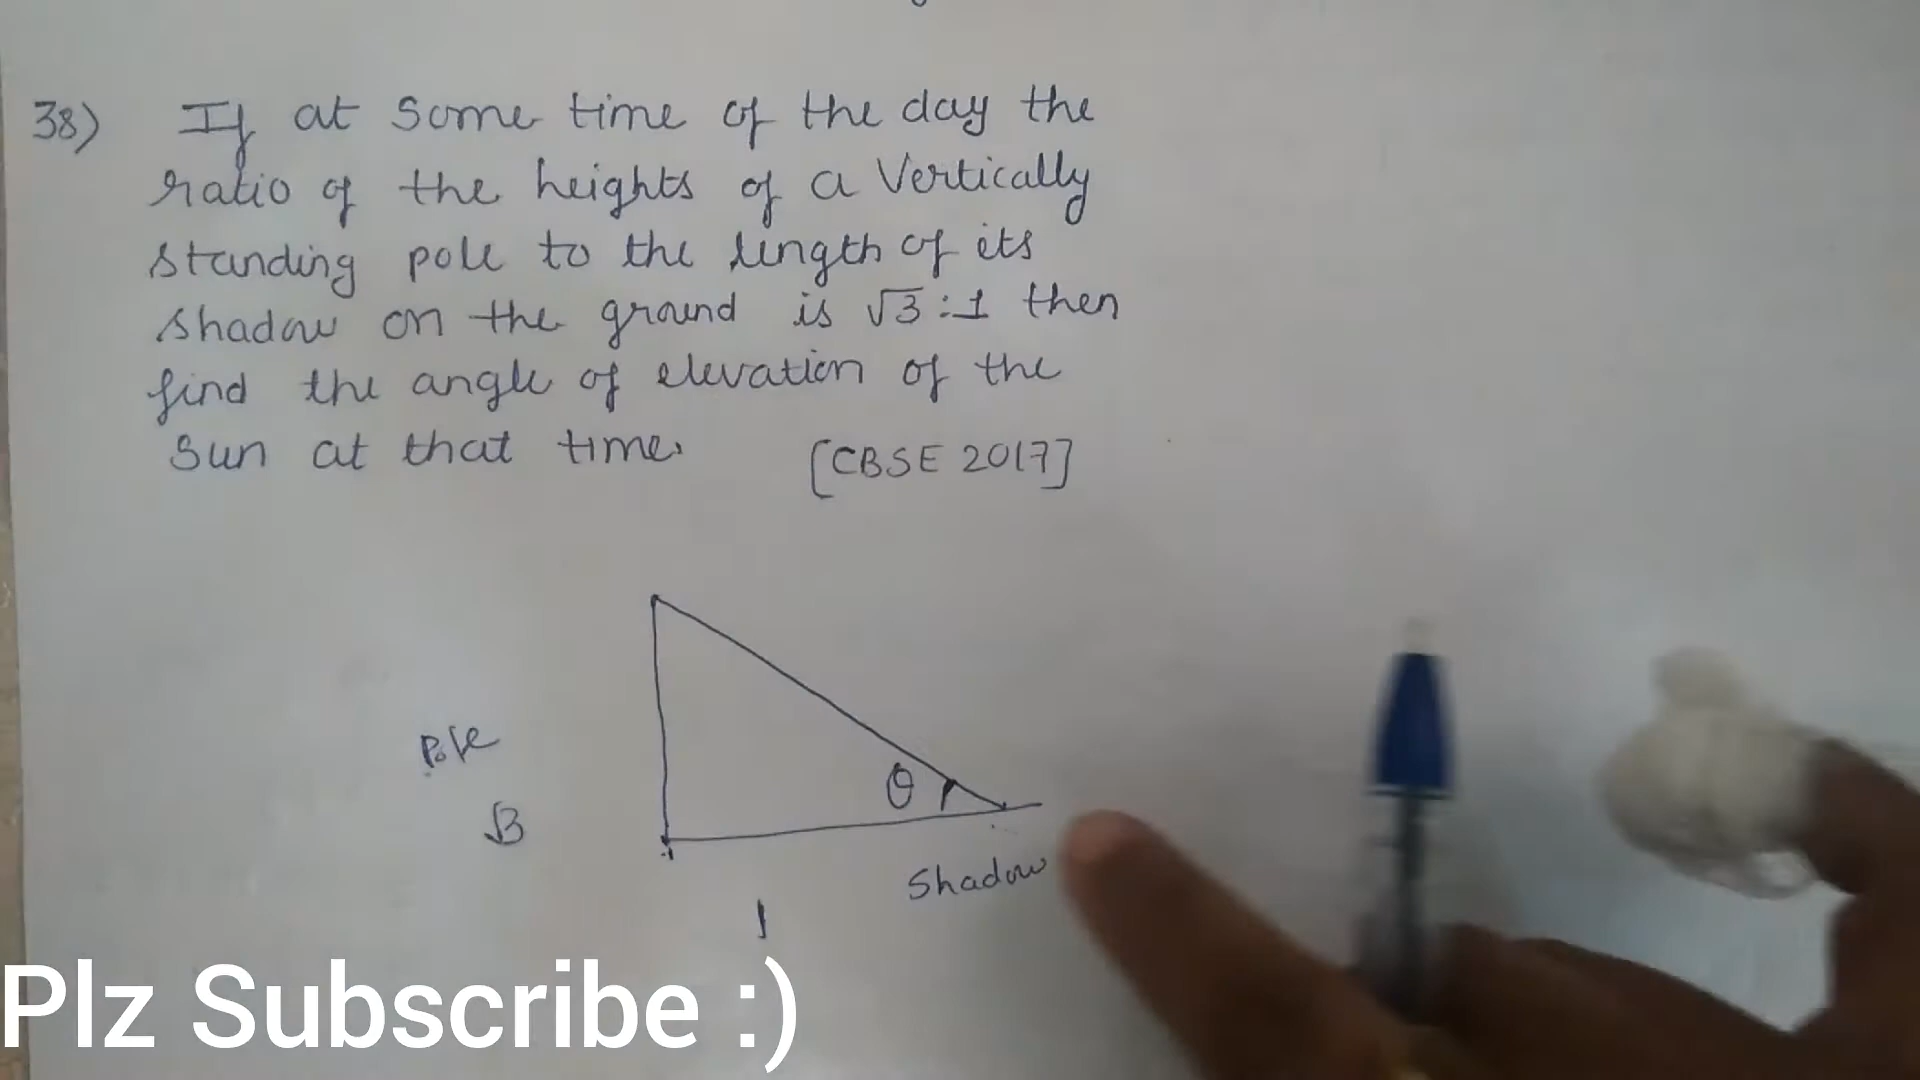 38) If at some time of the day the
ratio of the heights of a vertically
standing pole to the length of its
shadow on the ground is √3:1 then
find the angle of elevation of the
sun at that time.
[CBSE 2017]
Pole
θ
√3
Shadow
1
Plz Subscribe :)